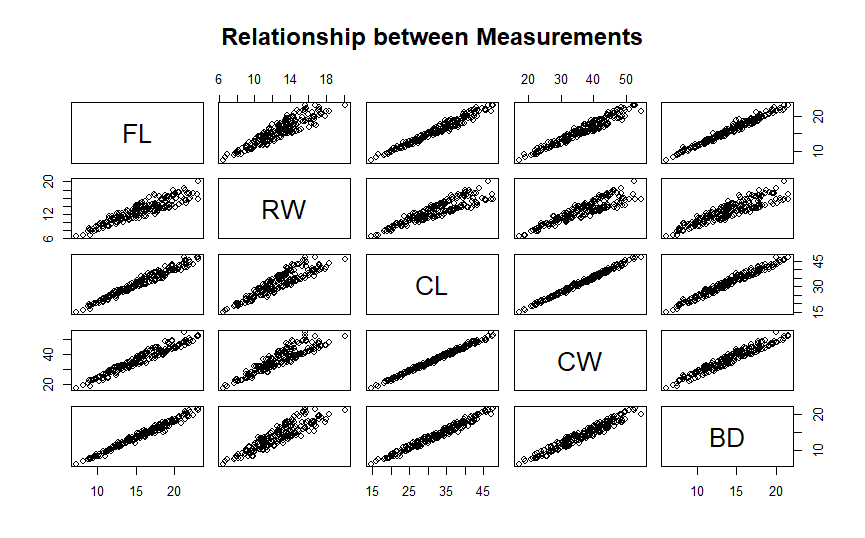 Relationship between Measurements
6 10 14 18 20 30 40 50
FL 10 20
6 12 20 RW
CL 15 30 45
20 40 CW
BD 10 20
10 15 20 15 25 35 45 10 15 20